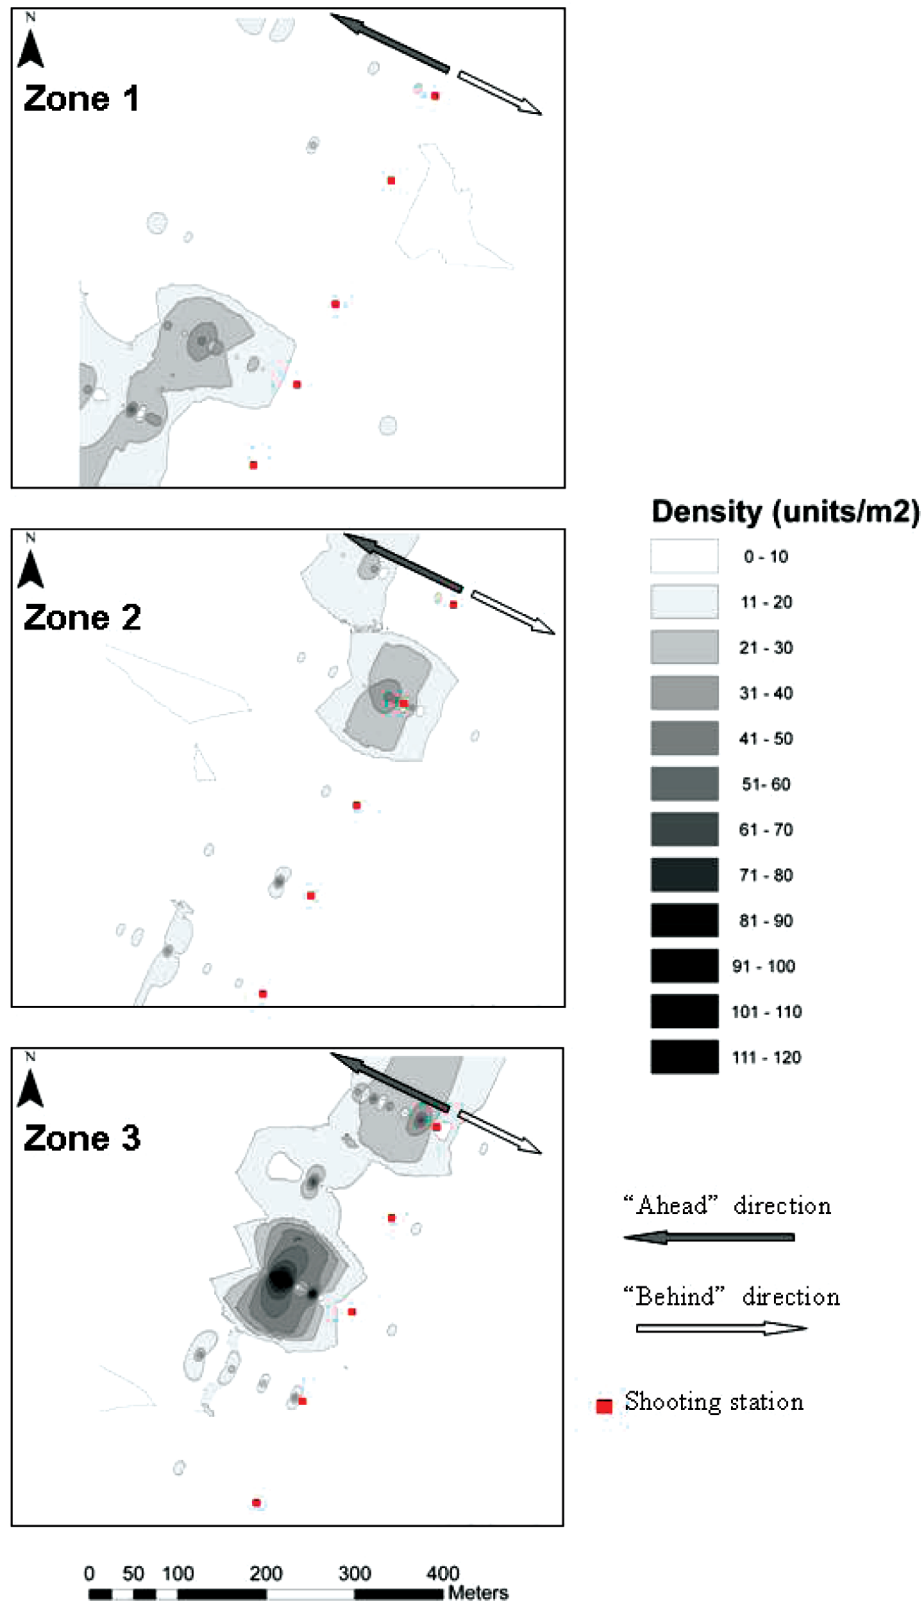 N
Zone 1
N
Zone 2
N
Zone 3
Density (units/m2)
0 - 10
11 - 20
21 - 30
31 - 40
41 - 50
51- 60
61 - 70
71 - 80
81 - 90
91 - 100
101 - 110
111 - 120
“Ahead” direction
“Behind” direction
Shooting station
0 50 100 200 300 400
Meters